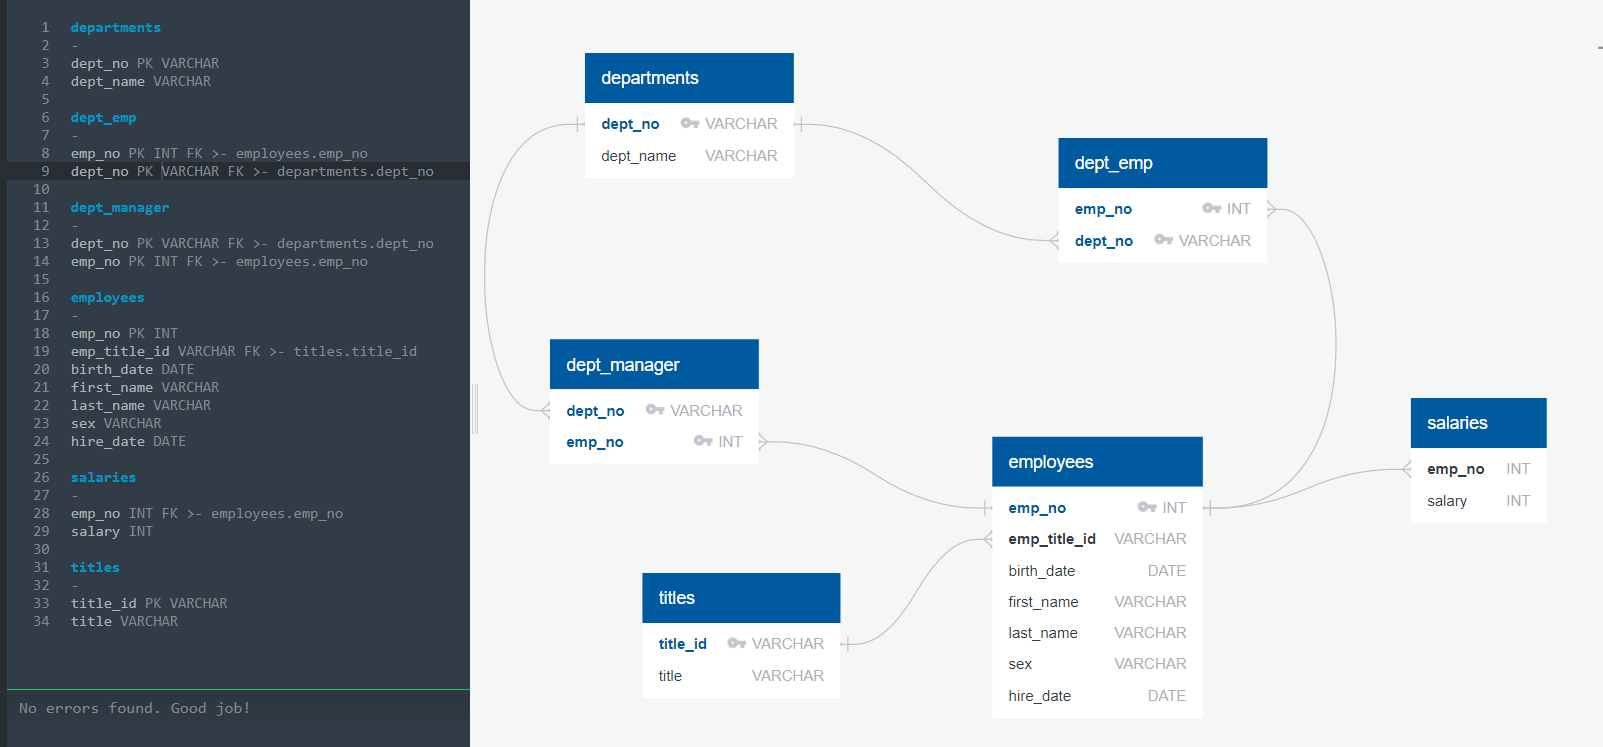 1 departments
2 -
3 dept_no PK VARCHAR
4 dept_name VARCHAR
5
6 dept_emp
7 -
8 emp_no PK INT FK >- employees.emp_no
9 dept_no PK VARCHAR FK >- departments.dept_no
10
11 dept_manager
12 -
13 dept_no PK VARCHAR FK >- departments.dept_no
14 emp_no PK INT FK >- employees.emp_no
15
16 employees
17 -
18 emp_no PK INT
19 emp_title_id VARCHAR FK >- titles.title_id
20 birth_date DATE
21 first_name VARCHAR
22 last_name VARCHAR
23 sex VARCHAR
24 hire_date DATE
25
26 salaries
27 -
28 emp_no INT FK >- employees.emp_no
29 salary INT
30
31 titles
32 -
33 title_id PK VARCHAR
34 title VARCHAR
No errors found. Good job!
departments
dept_no VARCHAR
dept_name VARCHAR
dept_emp
emp_no INT
dept_no VARCHAR
dept_manager
dept_no VARCHAR
emp_no INT
employees
emp_no INT
emp_title_id VARCHAR
birth_date DATE
first_name VARCHAR
last_name VARCHAR
sex VARCHAR
hire_date DATE
salaries
emp_no INT
salary INT
titles
title_id VARCHAR
title VARCHAR